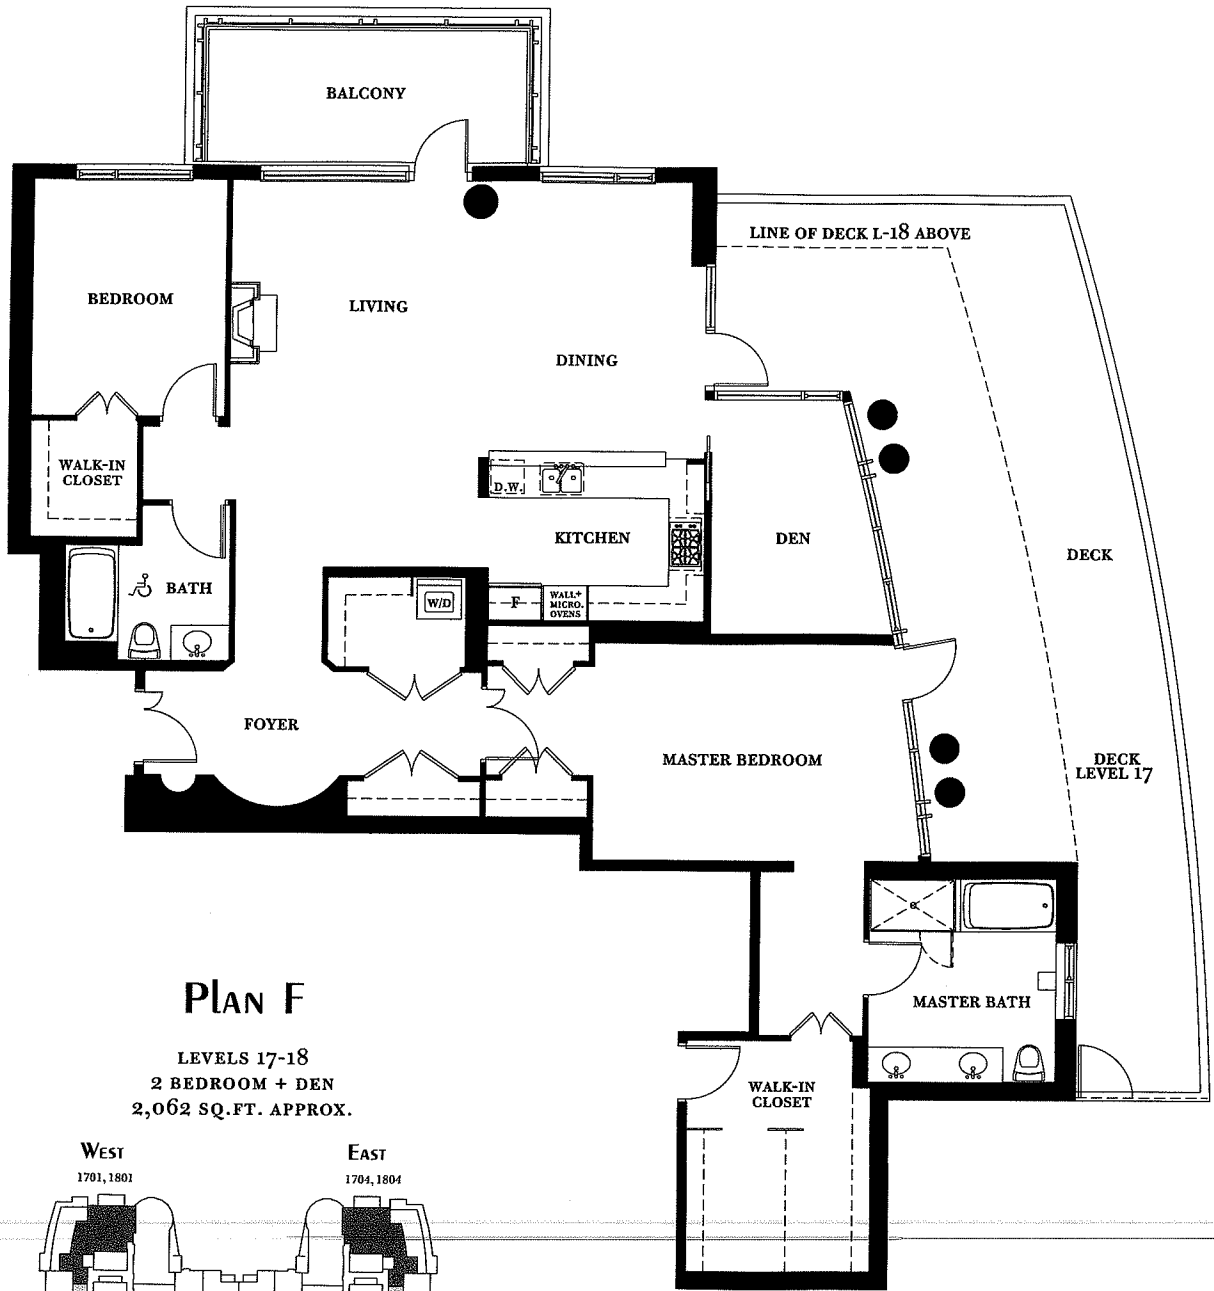 BALCONY
LINE OF DECK L-18 ABOVE
BEDROOM
LIVING
DINING
WALK-IN
CLOSET
D.W.
KITCHEN
DEN
DECK
BATH
W/D
F
WALL+
MICRO.
OVENS
FOYER
MASTER BEDROOM
DECK
LEVEL 17
PLAN F
MASTER BATH
LEVELS 17-18
2 BEDROOM + DEN
2,062 SQ.FT. APPROX.
WALK-IN
CLOSET
WEST
EAST
1701, 1801
1704, 1804